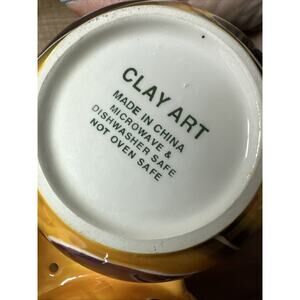 CLAY ART
MADE IN CHINA
MICROWAVE &
DISHWASHER SAFE
NOT OVEN SAFE